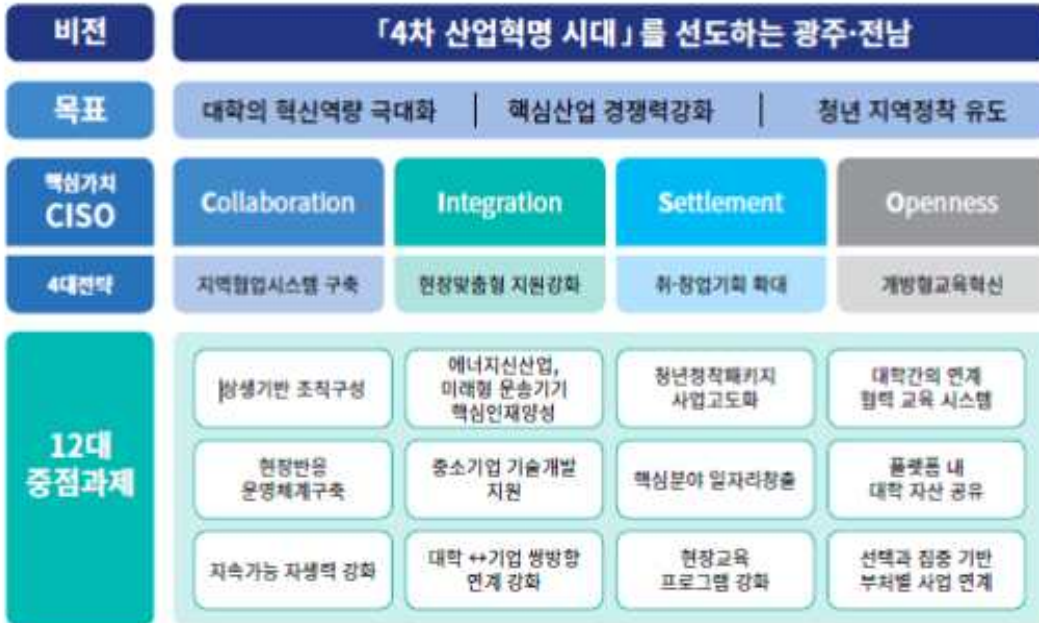 비전
「4차 산업혁명 시대」를 선도하는 광주·전남
목표
대학의 혁신역량 극대화 | 핵심산업 경쟁력강화 | 청년 지역정착 유도
핵심가치
CISO
Collaboration
Integration
Settlement
Openness
4대전략
지역협업시스템 구축
현장맞춤형 지원강화
취·창업기회 확대
개방형교육혁신
12대
중점과제
상생기반 조직구성
에너지신산업,
미래형 운송기기
핵심인재양성
청년정착패키지
사업고도화
대학간의 연계
협력 교육 시스템
현장반응
운영체계구축
중소기업 기술개발
지원
핵심분야 일자리창출
플랫폼 내
대학 자산 공유
지속가능 자생력 강화
대학 ↔기업 쌍방향
연계 강화
현장교육
프로그램 강화
선택과 집중 기반
부처별 사업 연계